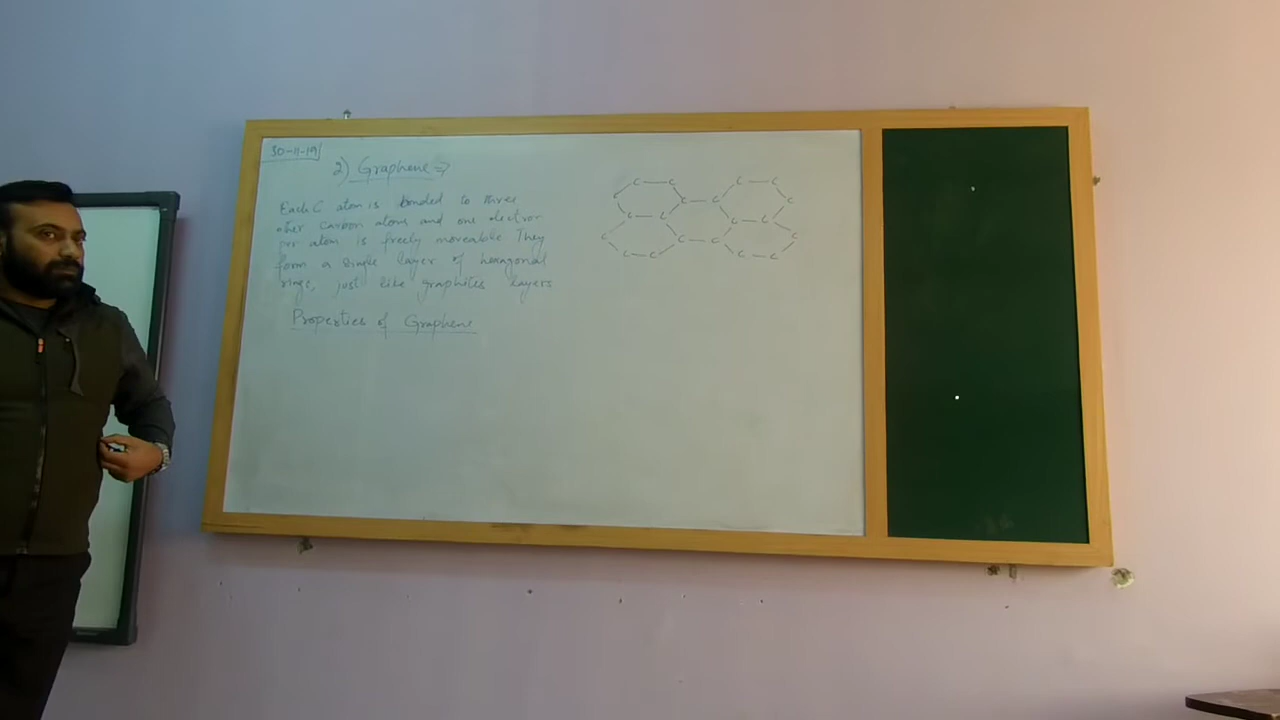 30-11-19
2) Graphene ⇒
Each C atom is bonded to three
other carbon atoms and one electron
per atom is freely moveable They
form a single layer of hexagonal
rings, just like graphites layers
Properties of Graphene
C C C C
C C C C C
C C C C
C C C C
C C C C